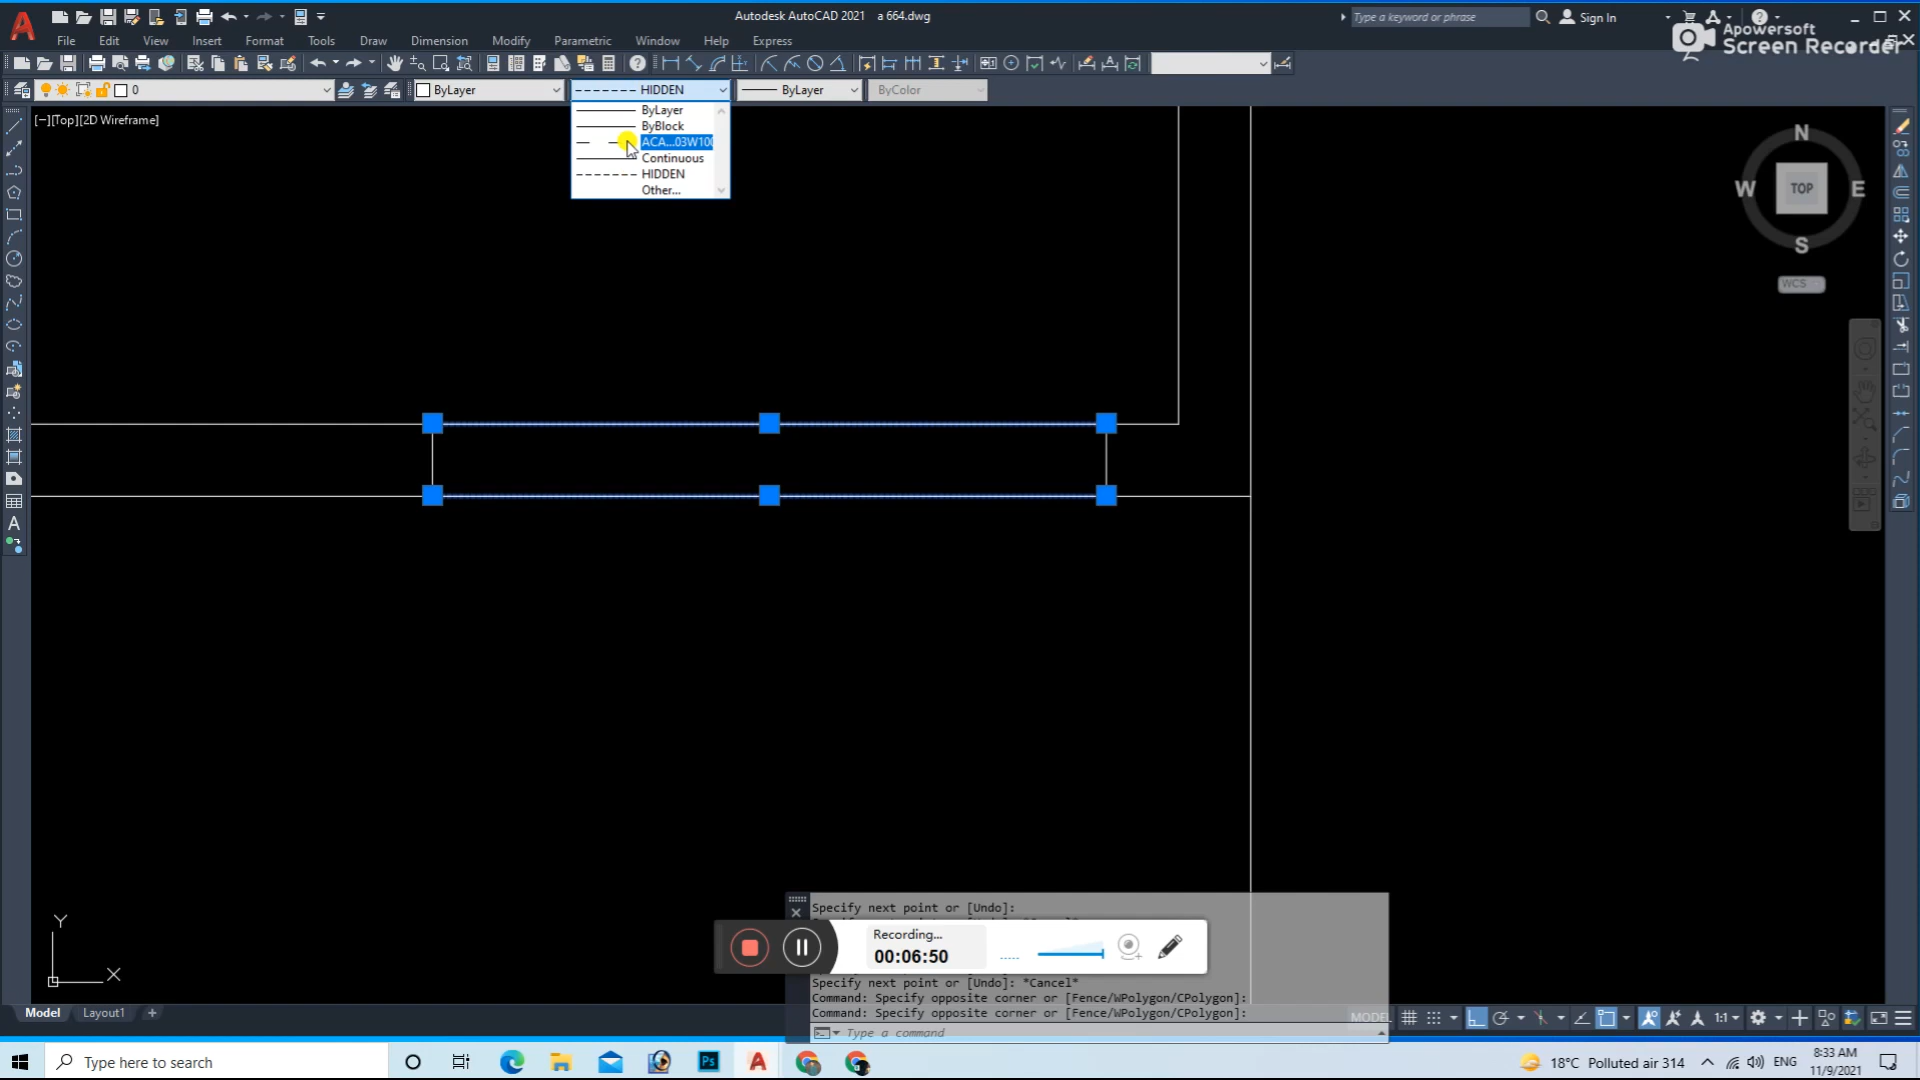 Autodesk AutoCAD 2021 a 664.dwg
Type a keyword or phrase
Sign In
Apowersoft
Screen Recorder
File Edit View Insert Format Tools Draw Dimension Modify Parametric Window Help Express
0
ByLayer
HIDDEN
ByLayer
ByColor
ByLayer
ByBlock
ACA...03W100
Continuous
HIDDEN
Other...
[−][Top][2D Wireframe]
N
W TOP E
S
WCS
Y
X
Specify next point or [Undo]:
Recording...
00:06:50
Specify next point or [Undo]: *Cancel*
Command: Specify opposite corner or [Fence/WPolygon/CPolygon]:
Command: Specify opposite corner or [Fence/WPolygon/CPolygon]:
Type a command
Model Layout1 +
MODEL 1:1
Type here to search
Ps
18°C Polluted air 314
ENG
8:33 AM
11/9/2021